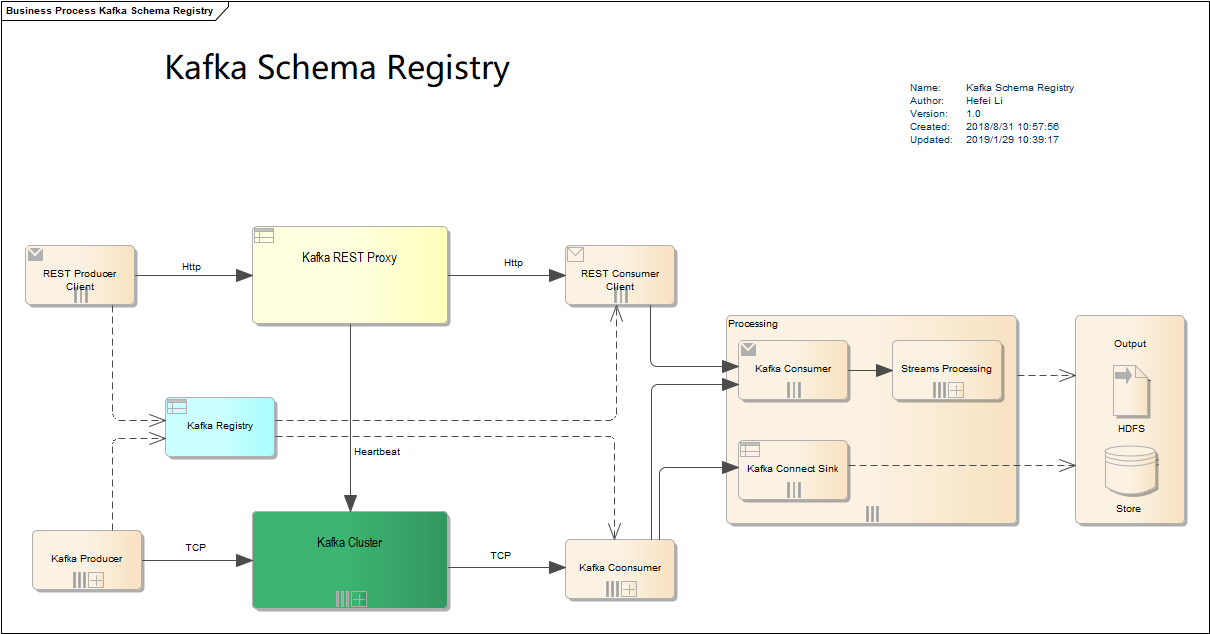 Business Process Kafka Schema Registry
Kafka Schema Registry
Name: Kafka Schema Registry
Author: Hefei Li
Version: 1.0
Created: 2018/8/31 10:57:56
Updated: 2019/1/29 10:39:17
REST Producer
Client
Http
Kafka REST Proxy
Http
REST Consumer
Client
Processing
Kafka Consumer
Streams Processing
Output
HDFS
Kafka Registry
Heartbeat
Kafka Connect Sink
Store
Kafka Producer
TCP
Kafka Cluster
TCP
Kafka Coonsumer